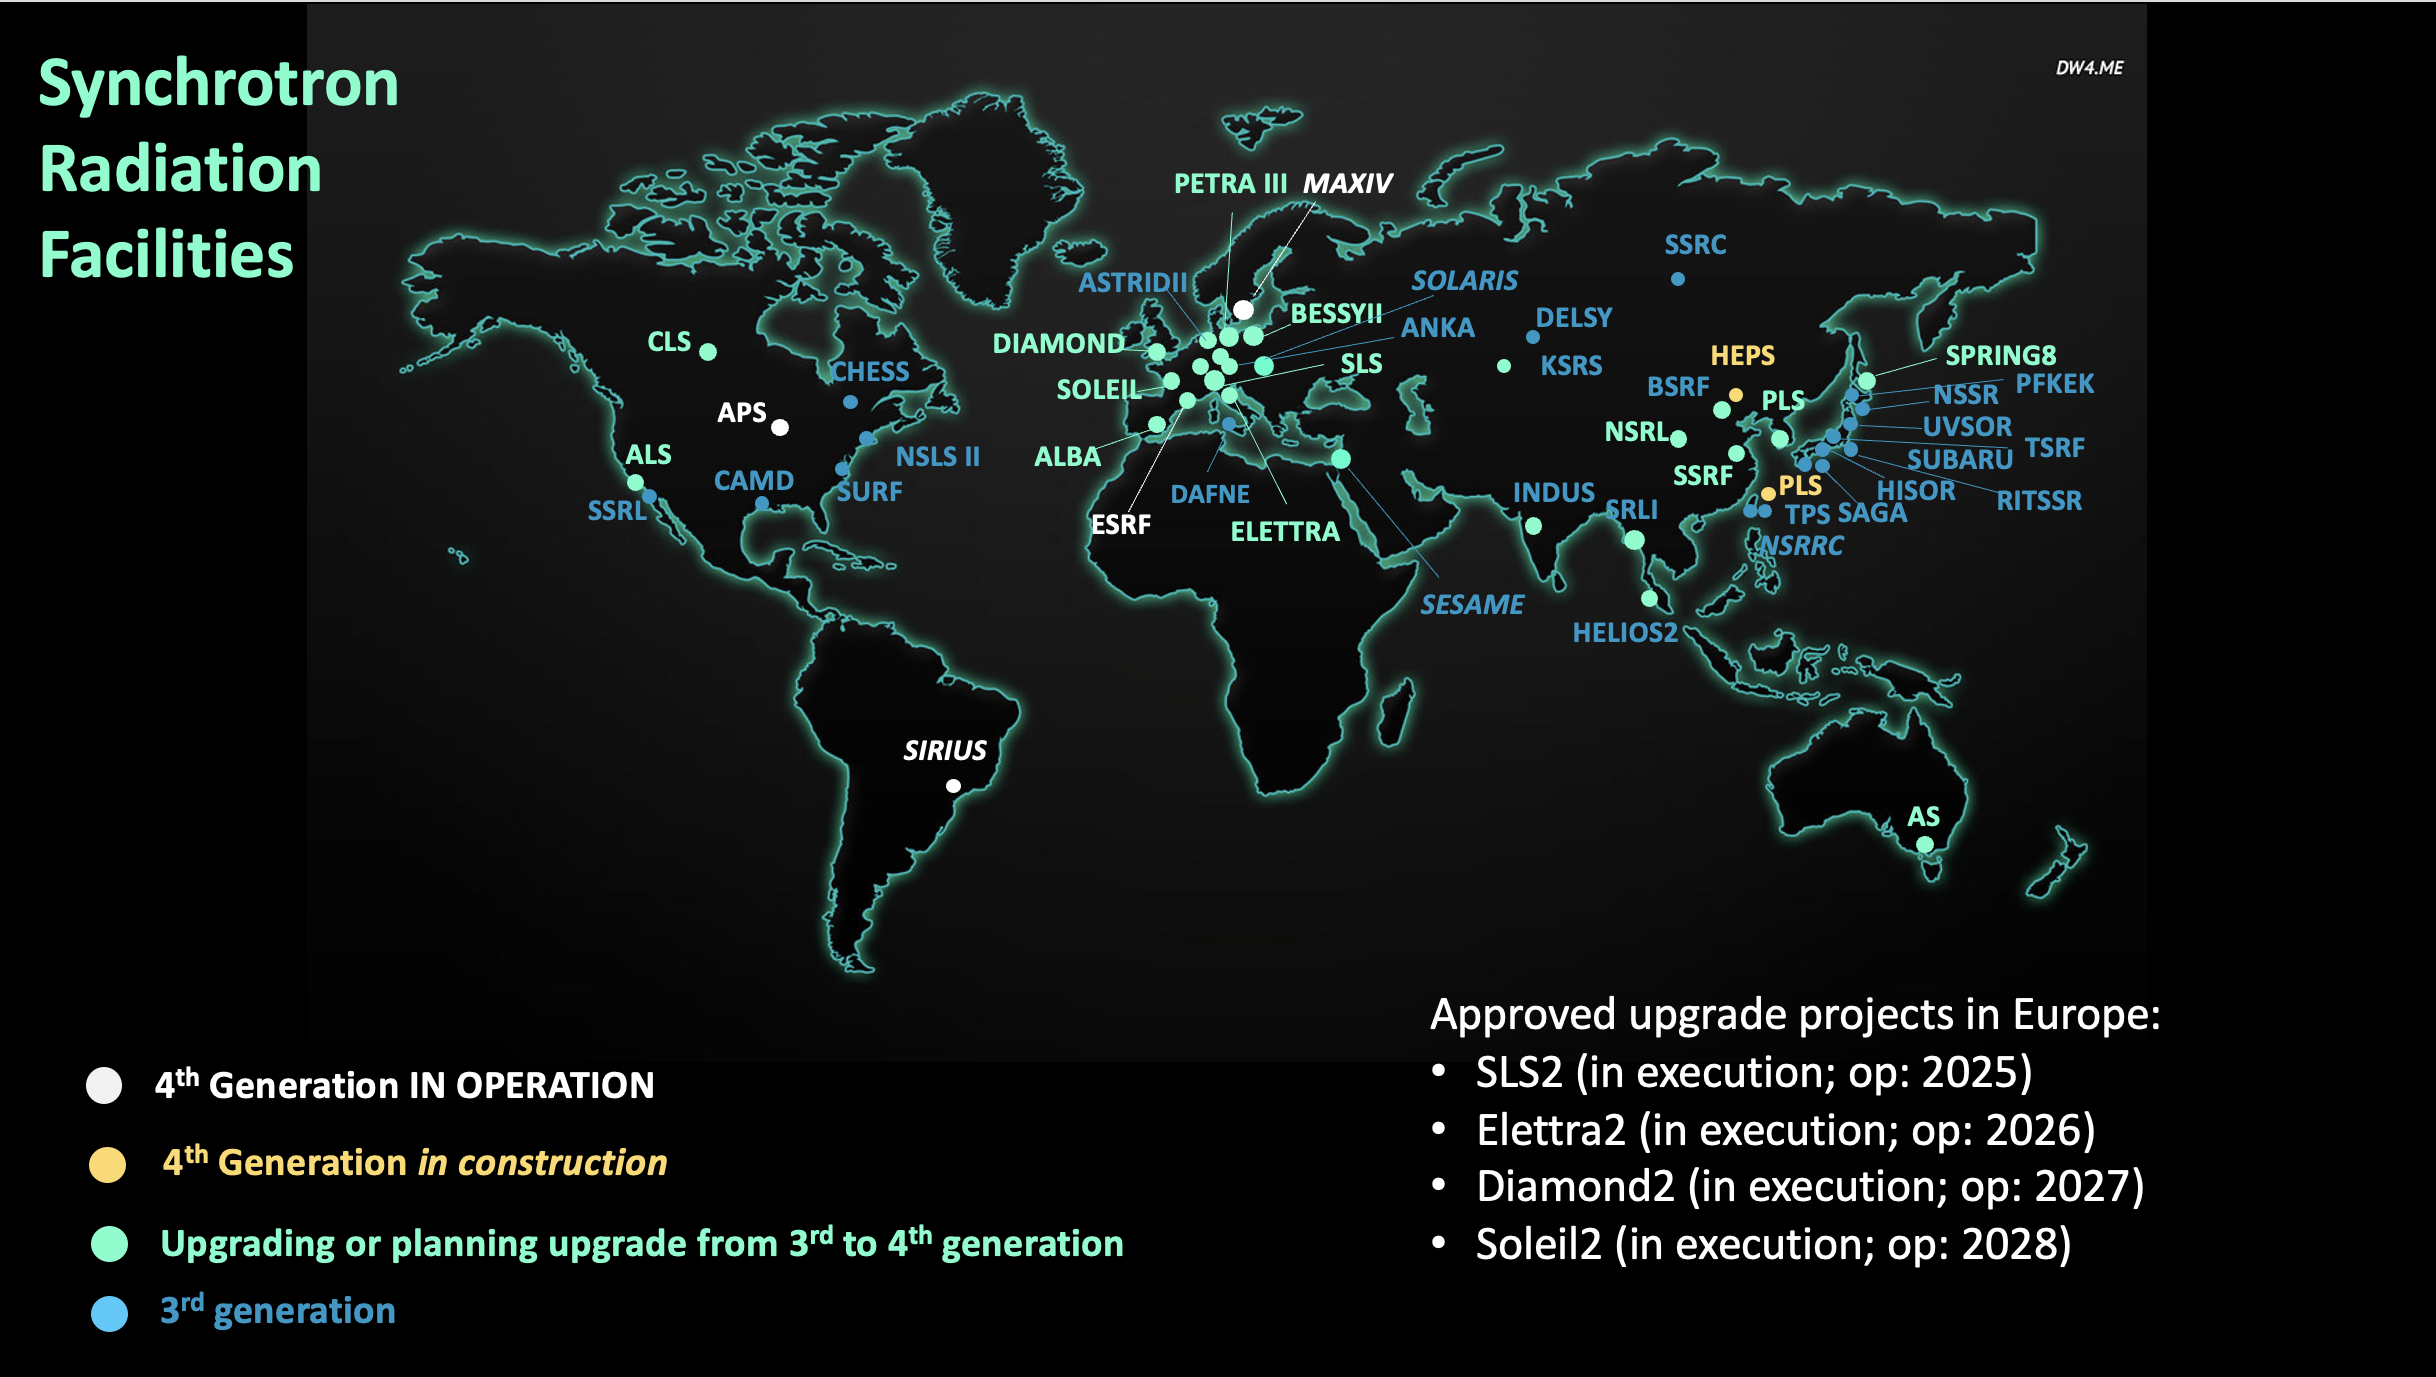 Synchrotron
Radiation
Facilities
DW4.ME
PETRA III
MAXIV
SSRC
ASTRIDII
SOLARIS
BESSYII
DELSY
ANKA
DIAMOND
CLS
HEPS
SPRING8
SLS
KSRS
CHESS
SOLEIL
BSRF
PLS
NSSR
PFKEK
APS
NSRL
UVSOR
TSRF
ALS
NSLS II
ALBA
SUBARU
SSRF
CAMD
SURF
DAFNE
INDUS
PLS
HISOR
RITSSR
SSRL
ESRF
ELETTRA
SRLI
TPS
SAGA
NSRRC
SESAME
HELIOS2
SIRIUS
AS
4th Generation IN OPERATION
4th Generation in construction
Upgrading or planning upgrade from 3rd to 4th generation
3rd generation
Approved upgrade projects in Europe:
• SLS2 (in execution; op: 2025)
• Elettra2 (in execution; op: 2026)
• Diamond2 (in execution; op: 2027)
• Soleil2 (in execution; op: 2028)